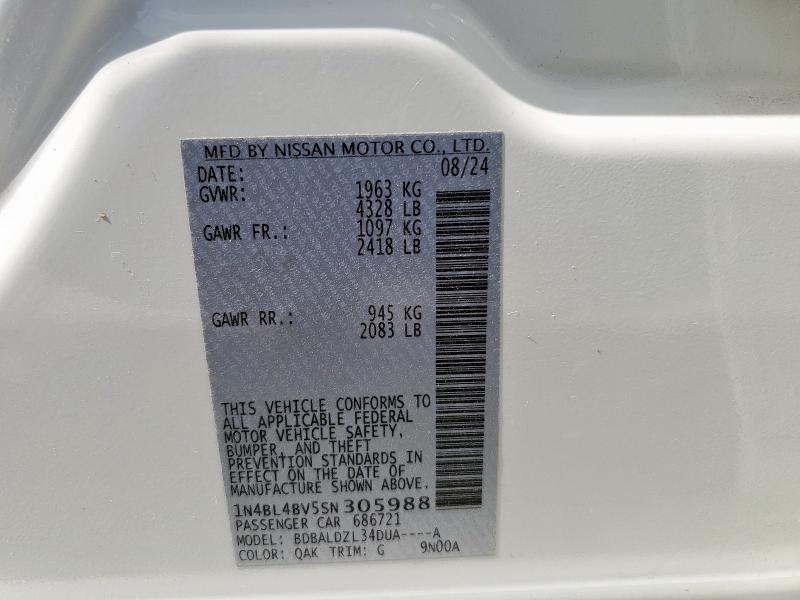 MFD BY NISSAN MOTOR CO., LTD.
DATE: 08/24
GVWR: 1963 KG
4328 LB
GAWR FR.: 1097 KG
2418 LB
GAWR RR.: 945 KG
2083 LB
THIS VEHICLE CONFORMS TO
ALL APPLICABLE FEDERAL
MOTOR VEHICLE SAFETY,
BUMPER, AND THEFT
PREVENTION STANDARDS IN
EFFECT ON THE DATE OF
MANUFACTURE SHOWN ABOVE.
1N4BL4BV5SN305988
PASSENGER CAR 686721
MODEL: BDBALDZL34DUA----A
COLOR: QAK TRIM: G 9N00A